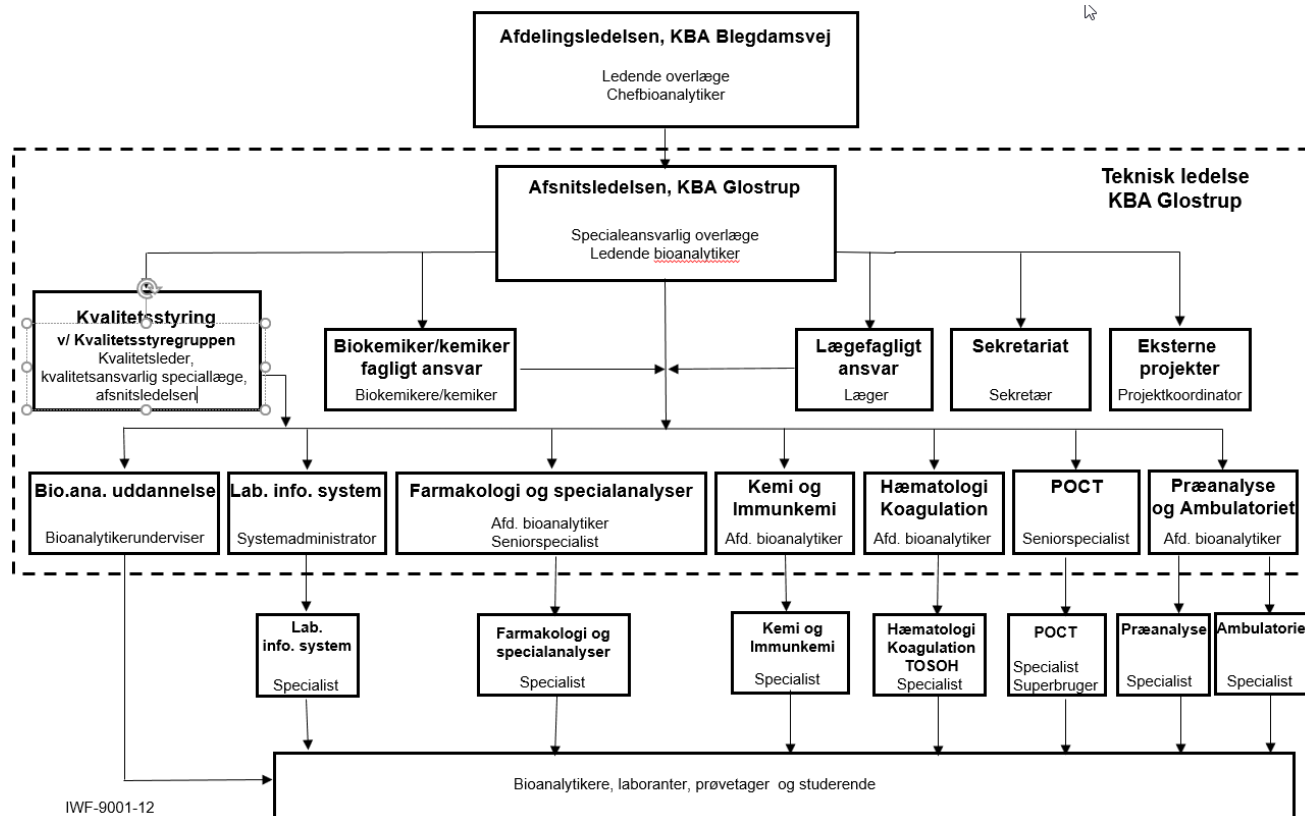 Afdelingsledelsen, KBA Blegdamsvej
Ledende overlæge
Chefbioanalytiker
Teknisk ledelse
KBA Glostrup
Afsnitsledelsen, KBA Glostrup
Specialeansvarlig overlæge
Ledende bioanalytiker
Kvalitetsstyring
v/ Kvalitetsstyregruppen
Kvalitetsleder,
kvalitetsansvarlig speciallæge,
afsnitsledelsen
Biokemiker/kemiker
fagligt ansvar
Biokemikere/kemiker
Lægefagligt
ansvar
Læger
Sekretariat
Sekretær
Eksterne
projekter
Projektkoordinator
Bio.ana. uddannelse
Bioanalytikerunderviser
Lab. info. system
Systemadministrator
Farmakologi og specialanalyser
Afd. bioanalytiker
Seniorspecialist
Kemi og
Immunkemi
Afd. bioanalytiker
Hæmatologi
Koagulation
Afd. bioanalytiker
POCT
Seniorspecialist
Præanalyse
og Ambulatoriet
Afd. bioanalytiker
Lab.
info. system
Specialist
Farmakologi og
specialanalyser
Specialist
Kemi og
Immunkemi
Specialist
Hæmatologi
Koagulation
TOSOH
Specialist
POCT
Specialist
Superbruger
Præanalyse
Specialist
Ambulatorie
Specialist
Bioanalytikere, laboranter, prøvetager og studerende
IWF-9001-12